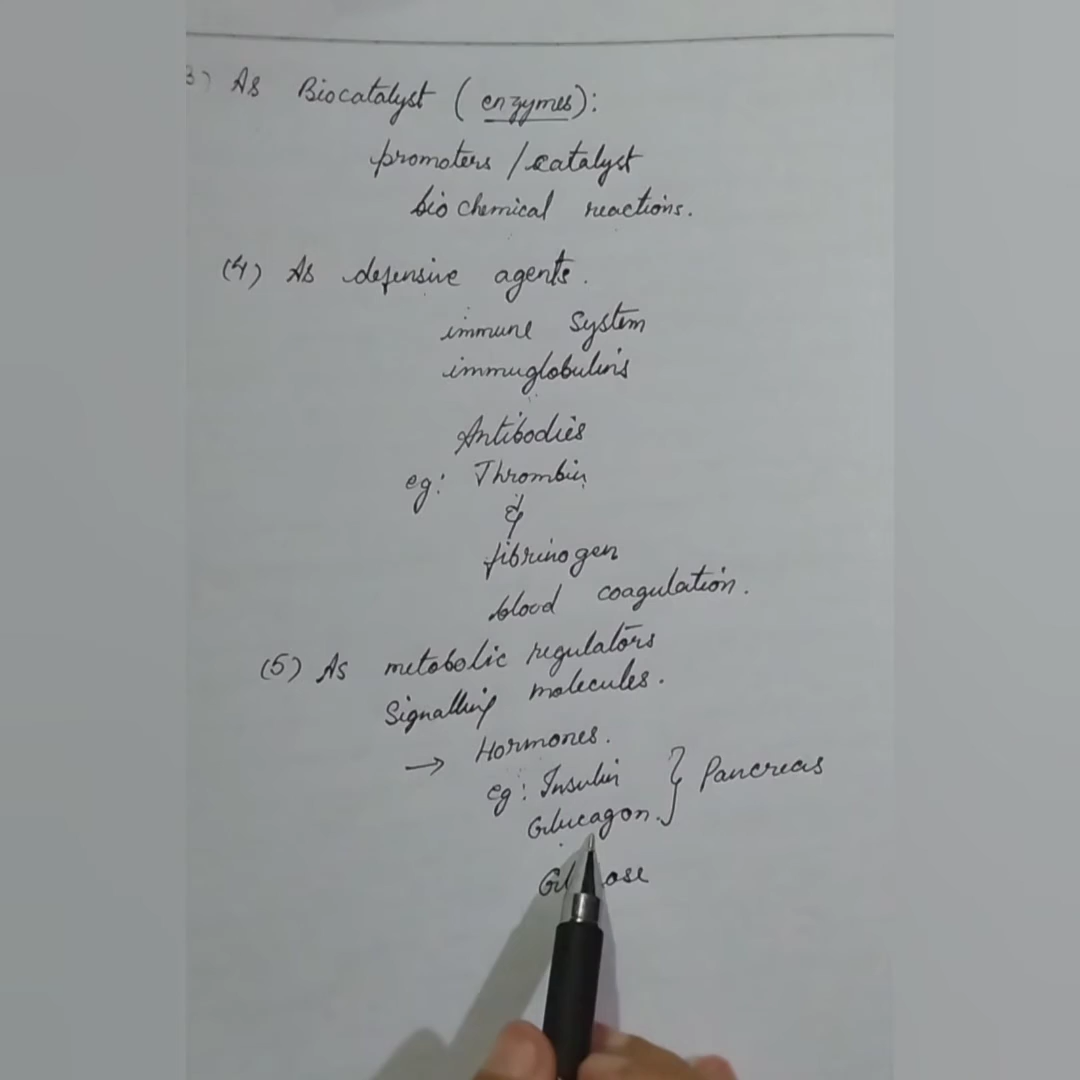 3) As Biocatalyst (enzymes):
promoters / catalyst
bio chemical reactions.
(4) As defensive agents.
immune System
immuglobulins
Antibodies
eg: Thrombin
&
fibrinogen
blood coagulation.
(5) As metabolic regulators
Signalling molecules.
→ Hormones.
eg: Insulin } Pancreas
Glucagon.